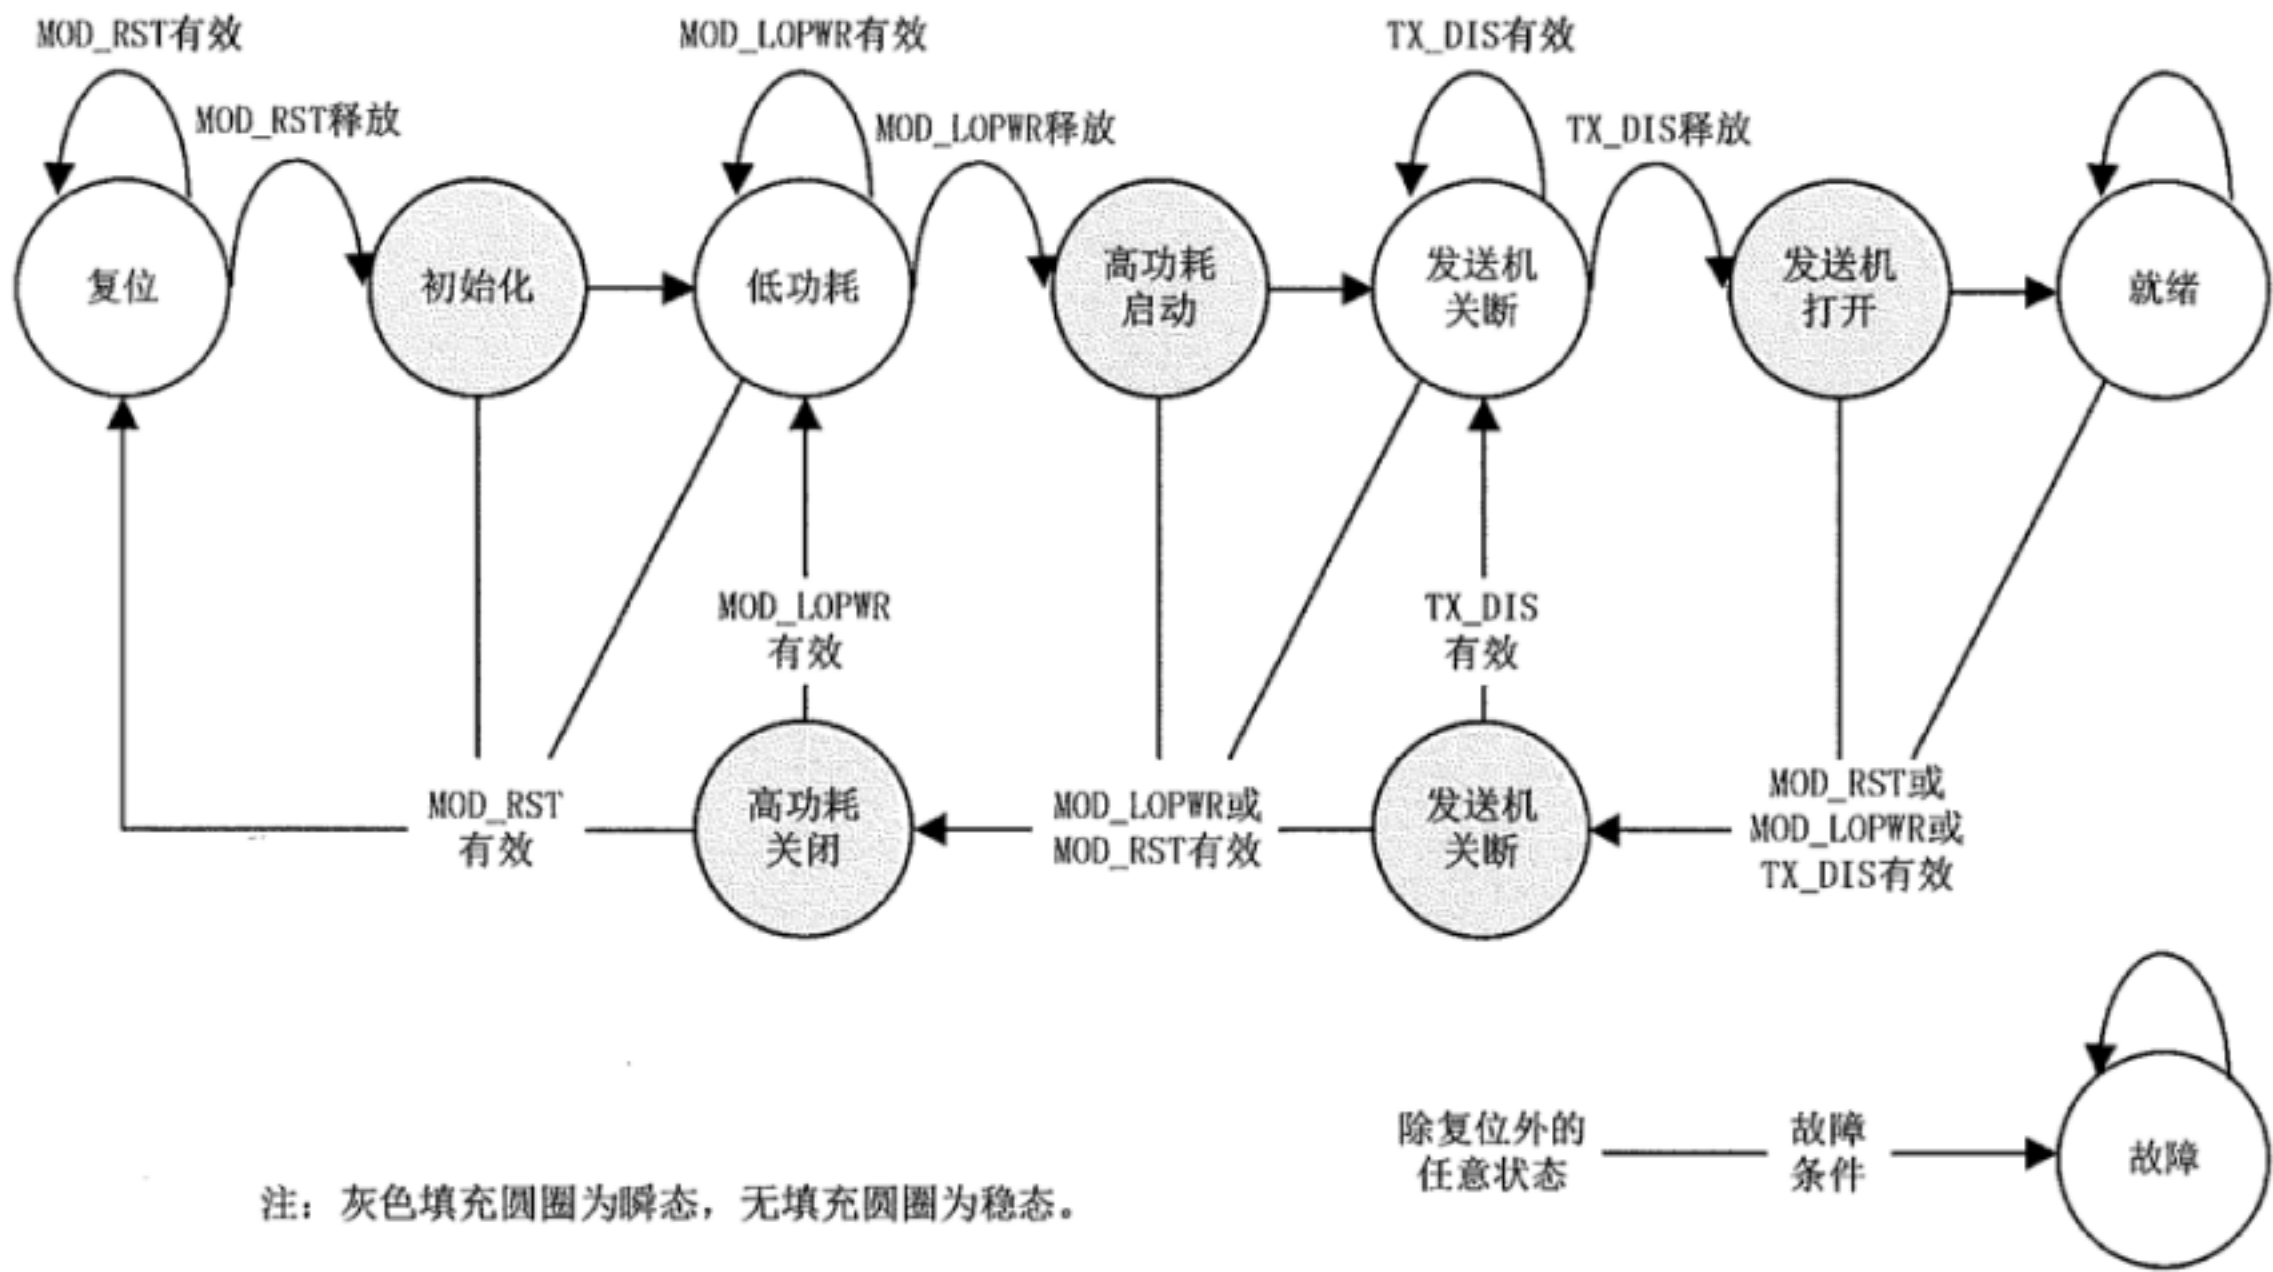 MOD_RST有效
MOD_LOPWR有效
TX_DIS有效
MOD_RST释放
MOD_LOPWR释放
TX_DIS释放
复位
初始化
低功耗
高功耗
启动
发送机
关断
发送机
打开
就绪
MOD_LOPWR
有效
TX_DIS
有效
MOD_RST
有效
高功耗
关闭
MOD_LOPWR或
MOD_RST有效
发送机
关断
MOD_RST或
MOD_LOPWR或
TX_DIS有效
除复位外的
任意状态
故障
条件
故障
注：灰色填充圆圈为瞬态，无填充圆圈为稳态。